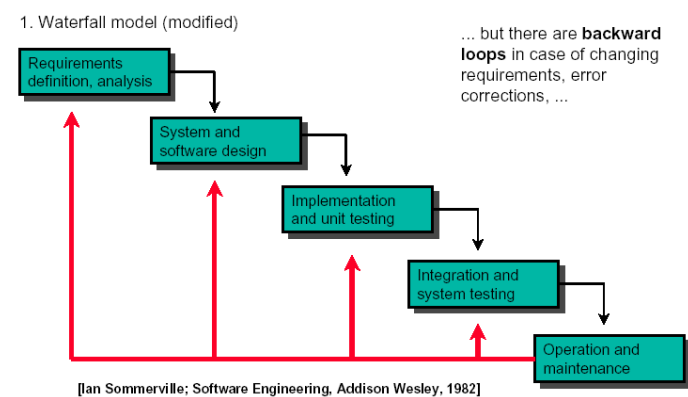 1. Waterfall model (modified)
... but there are backward
loops in case of changing
requirements, error
corrections, ...
Requirements
definition, analysis
System and
software design
Implementation
and unit testing
Integration and
system testing
Operation and
maintenance
[Ian Sommerville; Software Engineering, Addison Wesley, 1982]